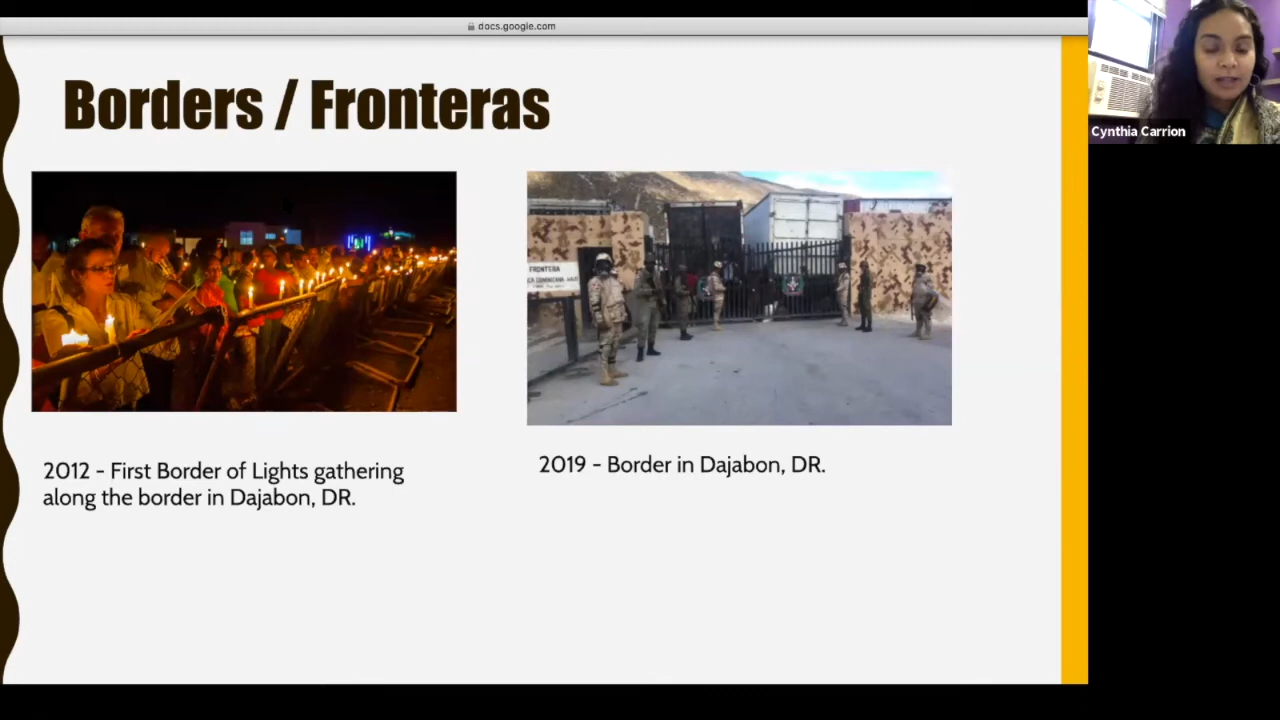 docs.google.com
Borders / Fronteras
FRONTERA
2012 - First Border of Lights gathering
along the border in Dajabon, DR.
2019 - Border in Dajabon, DR.
Cynthia Carrion